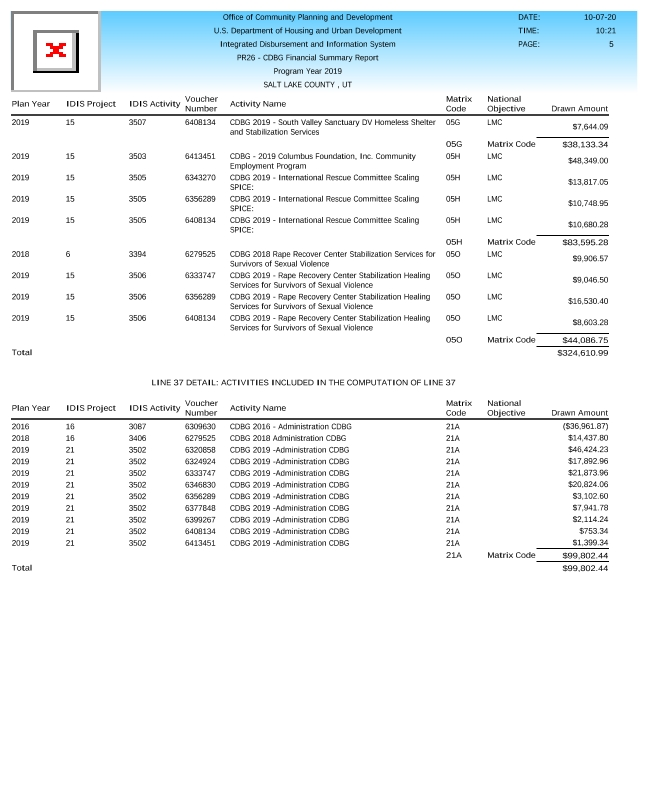 Office of Community Planning and Development DATE: 10-07-20
U.S. Department of Housing and Urban Development TIME: 10:21
Integrated Disbursement and Information System PAGE: 5
PR26 - CDBG Financial Summary Report
Program Year 2019
SALT LAKE COUNTY , UT
Plan Year IDIS Project IDIS Activity Voucher Number Activity Name Matrix Code National Objective Drawn Amount
2019 15 3507 6408134 CDBG 2019 - South Valley Sanctuary DV Homeless Shelter 05G LMC $7,644.09
and Stabilization Services
05G Matrix Code $38,133.34
2019 15 3503 6413451 CDBG - 2019 Columbus Foundation, Inc. Community 05H LMC $48,349.00
Employment Program
2019 15 3505 6343270 CDBG 2019 - International Rescue Committee Scaling 05H LMC $13,817.05
SPICE:
2019 15 3505 6356289 CDBG 2019 - International Rescue Committee Scaling 05H LMC $10,748.95
SPICE:
2019 15 3505 6408134 CDBG 2019 - International Rescue Committee Scaling 05H LMC $10,680.28
SPICE:
05H Matrix Code $83,595.28
2018 6 3394 6279525 CDBG 2018 Rape Recover Center Stabilization Services for 05O LMC $9,906.57
Survivors of Sexual Violence
2019 15 3506 6333747 CDBG 2019 - Rape Recovery Center Stabilization Healing 05O LMC $9,046.50
Services for Survivors of Sexual Violence
2019 15 3506 6356289 CDBG 2019 - Rape Recovery Center Stabilization Healing 05O LMC $16,530.40
Services for Survivors of Sexual Violence
2019 15 3506 6408134 CDBG 2019 - Rape Recovery Center Stabilization Healing 05O LMC $8,603.28
Services for Survivors of Sexual Violence
05O Matrix Code $44,086.75
Total $324,610.99
LINE 37 DETAIL: ACTIVITIES INCLUDED IN THE COMPUTATION OF LINE 37
Plan Year IDIS Project IDIS Activity Voucher Number Activity Name Matrix Code National Objective Drawn Amount
2016 16 3087 6309630 CDBG 2016 - Administration CDBG 21A ($36,961.87)
2018 16 3406 6279525 CDBG 2018 Administration CDBG 21A $14,437.80
2019 21 3502 6320858 CDBG 2019 -Administration CDBG 21A $46,424.23
2019 21 3502 6324924 CDBG 2019 -Administration CDBG 21A $17,892.96
2019 21 3502 6333747 CDBG 2019 -Administration CDBG 21A $21,873.96
2019 21 3502 6346830 CDBG 2019 -Administration CDBG 21A $20,824.06
2019 21 3502 6356289 CDBG 2019 -Administration CDBG 21A $3,102.60
2019 21 3502 6377848 CDBG 2019 -Administration CDBG 21A $7,941.78
2019 21 3502 6399267 CDBG 2019 -Administration CDBG 21A $2,114.24
2019 21 3502 6408134 CDBG 2019 -Administration CDBG 21A $753.34
2019 21 3502 6413451 CDBG 2019 -Administration CDBG 21A $1,399.34
21A Matrix Code $99,802.44
Total $99,802.44